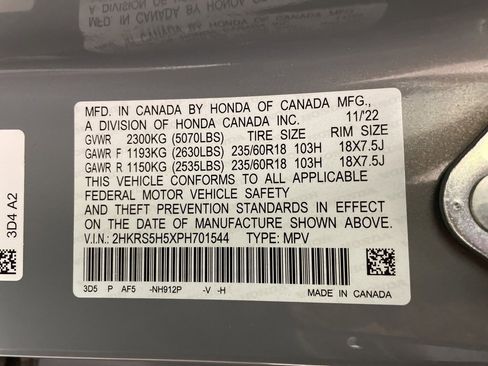 A DIVISION OF HONDA
MFD. IN CANADA BY HONDA OF CANADA MFG.,
A DIVISION OF HONDA CANADA INC. 11/'22
GVWR 2300KG (5070LBS) TIRE SIZE RIM SIZE
GAWR F 1193KG (2630LBS) 235/60R18 103H 18X7.5J
GAWR R 1150KG (2535LBS) 235/60R18 103H 18X7.5J
THIS VEHICLE CONFORMS TO ALL APPLICABLE
FEDERAL MOTOR VEHICLE SAFETY
AND THEFT PREVENTION STANDARDS IN EFFECT
ON THE DATE OF MANUFACTURE SHOWN ABOVE.
V.I.N.: 2HKRS5H5XPH701544 TYPE: MPV
3D5 P AF5 -NH912P -V -H MADE IN CANADA
3D4 A2